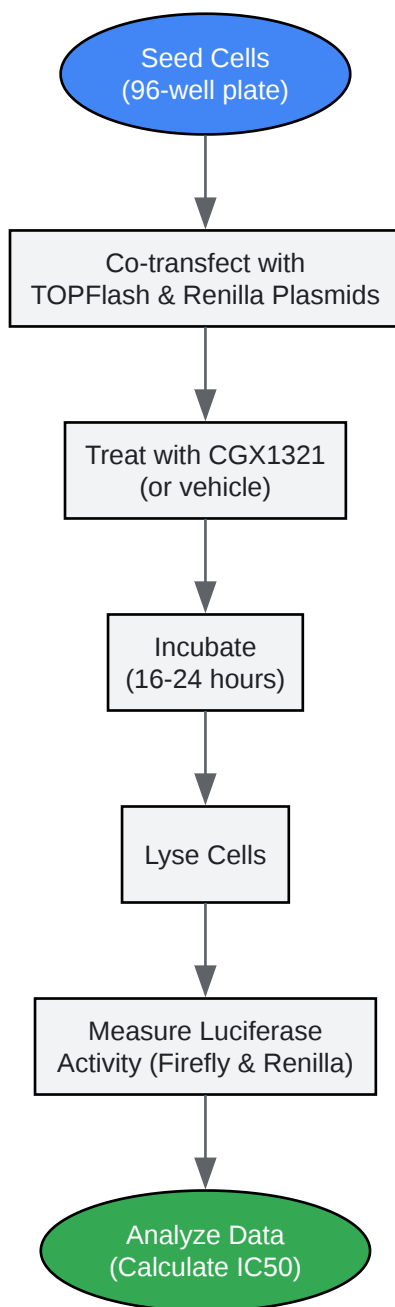 Seed Cells
(96-well plate)
Co-transfect with
TOPFlash & Renilla Plasmids
Treat with CGX1321
(or vehicle)
Incubate
(16-24 hours)
Lyse Cells
Measure Luciferase
Activity (Firefly & Renilla)
Analyze Data
(Calculate IC50)